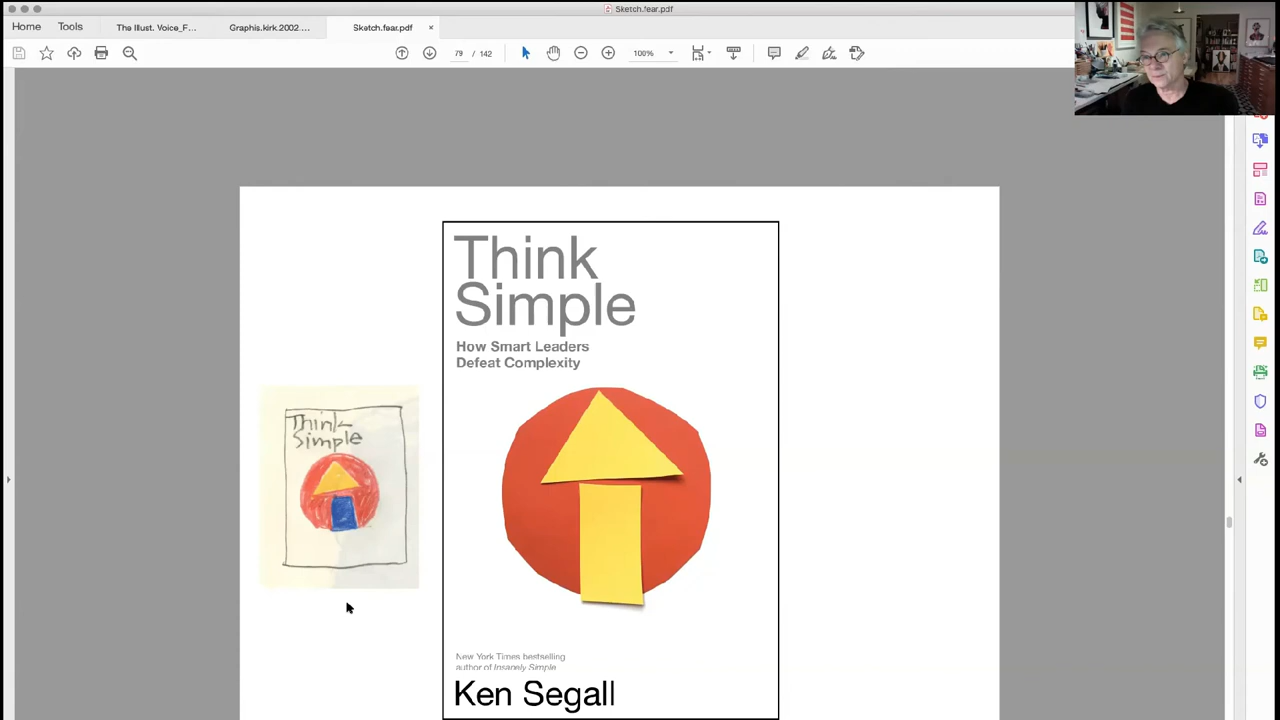 Sketch.fear.pdf
Home
Tools
The Illust. Voice_F...
Graphis.kirk.2002 ...
Sketch.fear.pdf
×
79 / 142
100%
Think
Simple
How Smart Leaders
Defeat Complexity
Think
Simple
New York Times bestselling
author of Insanely Simple
Ken Segall